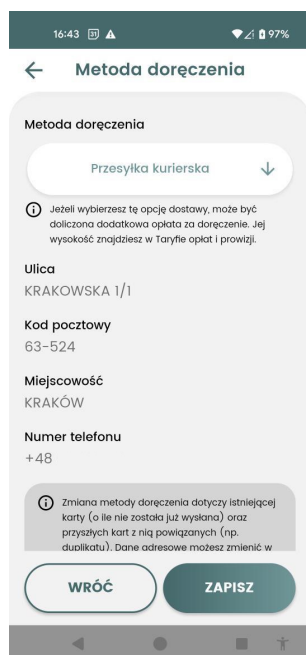 16:43 31 97%
Metoda doręczenia
Metoda doręczenia
Przesyłka kurierska
Jeżeli wybierzesz tę opcję dostawy, może być
doliczona dodatkowa opłata za doręczenie. Jej
wysokość znajdziesz w Taryfie opłat i prowizji.
Ulica
KRAKOWSKA 1/1
Kod pocztowy
63-524
Miejscowość
KRAKÓW
Numer telefonu
+48
Zmiana metody doręczenia dotyczy istniejącej
karty (o ile nie została już wysłana) oraz
przyszłych kart z nią powiązanych (np.
duplikatu). Dane adresowe możesz zmienić w
WRÓĆ ZAPISZ